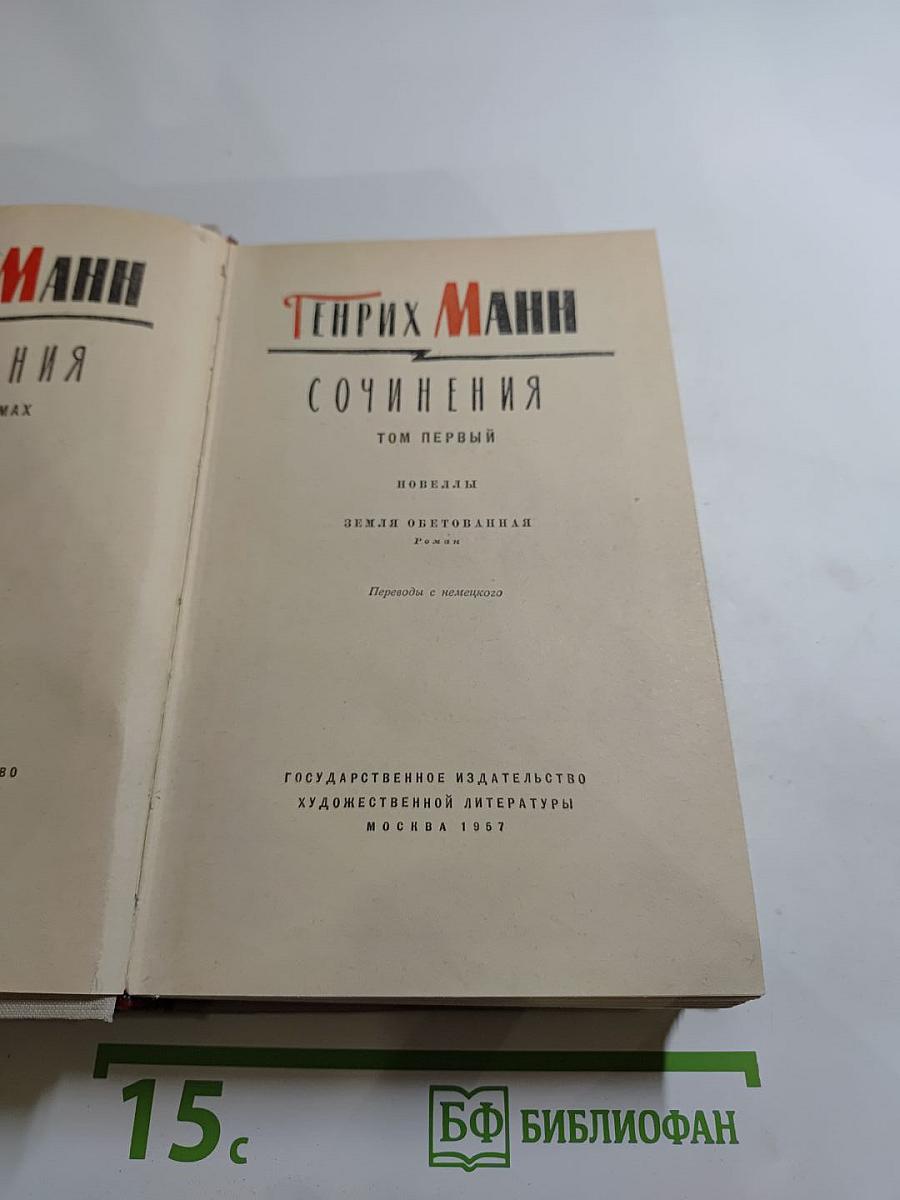 МАНН
НИЯ
МАХ
ВО
ГЕНРИХ МАНН
СОЧИНЕНИЯ
ТОМ ПЕРВЫЙ
НОВЕЛЛЫ
ЗЕМЛЯ ОБЕТОВАННАЯ
Роман
Переводы с немецкого
ГОСУДАРСТВЕННОЕ ИЗДАТЕЛЬСТВО
ХУДОЖЕСТВЕННОЙ ЛИТЕРАТУРЫ
МОСКВА 1957
15 с
БФ БИБЛИОФАН